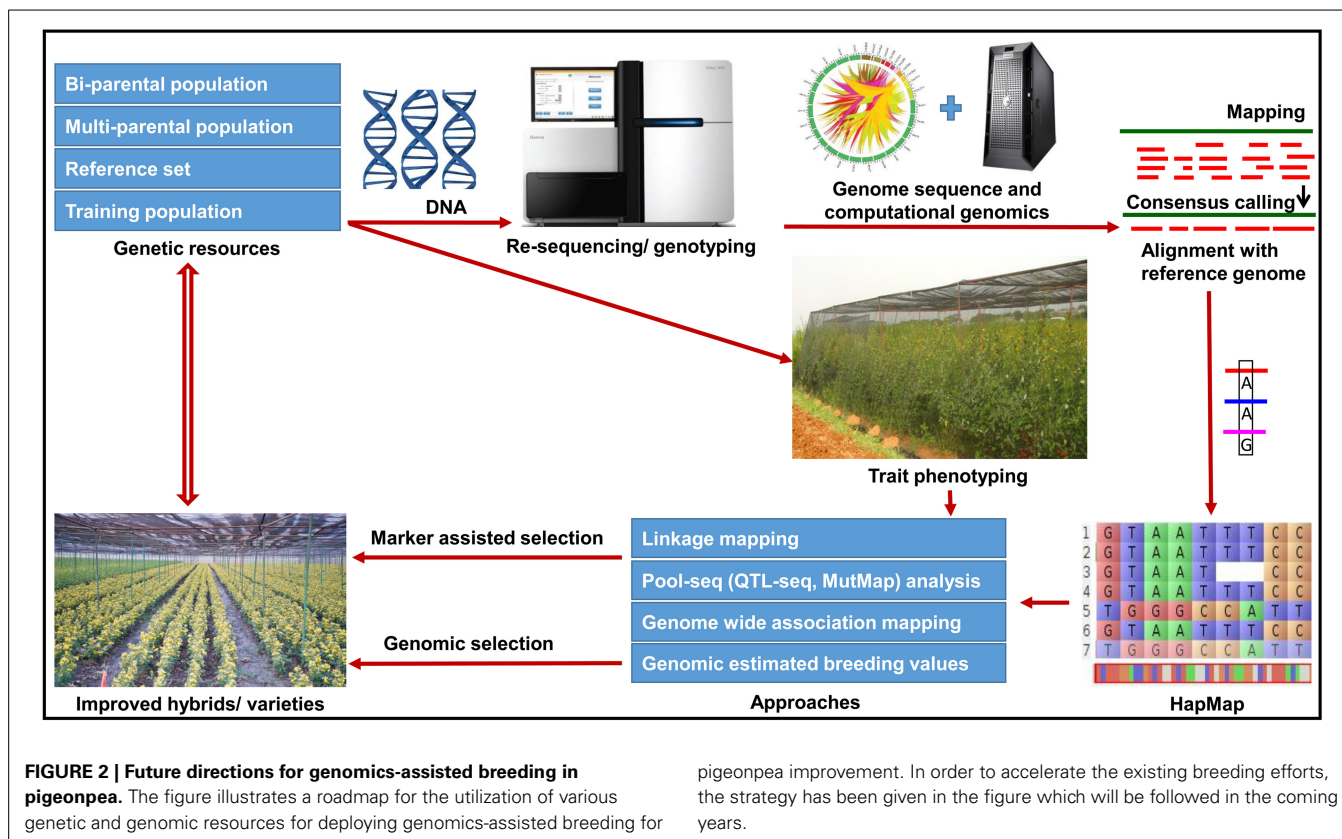 Bi-parental population
Multi-parental population
Reference set
Training population
Genetic resources
DNA
Re-sequencing/ genotyping
Genome sequence and
computational genomics
Mapping
Consensus calling
Alignment with
reference genome
A
A
G
Trait phenotyping
Marker assisted selection
Genomic selection
Improved hybrids/ varieties
Linkage mapping
Pool-seq (QTL-seq, MutMap) analysis
Genome wide association mapping
Genomic estimated breeding values
Approaches
1 G T A A T T T C C
2 G T A A T T T C C
3 G T A A T C C
4 G T A A T T T C C
5 T G G G C C A T T
6 G T A A T T T C C
7 T G G G C C A T T
HapMap
FIGURE 2 | Future directions for genomics-assisted breeding in
pigeonpea. The figure illustrates a roadmap for the utilization of various
genetic and genomic resources for deploying genomics-assisted breeding for
pigeonpea improvement. In order to accelerate the existing breeding efforts,
the strategy has been given in the figure which will be followed in the coming
years.